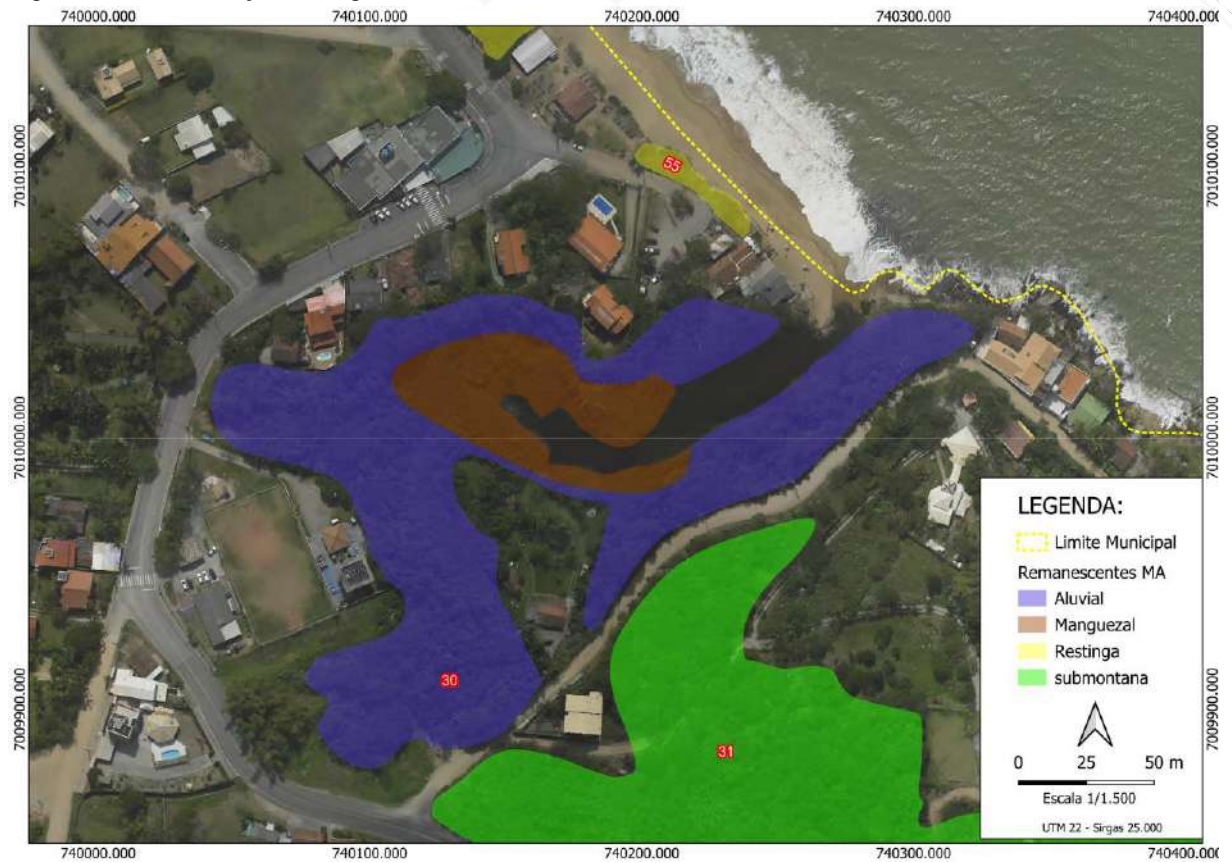 740000.000 740100.000 740200.000 740300.000 740400.000
7010100.000 7010100.000
55
7010000.000 7010000.000
LEGENDA:
Limite Municipal
Remanescentes MA
Aluvial
Manguezal
Restinga
submontana
30
7009900.000 7009900.000
31
0 25 50 m
Escala 1/1.500
UTM 22 - Sirgas 25.000
740000.000 740100.000 740200.000 740300.000 740400.000